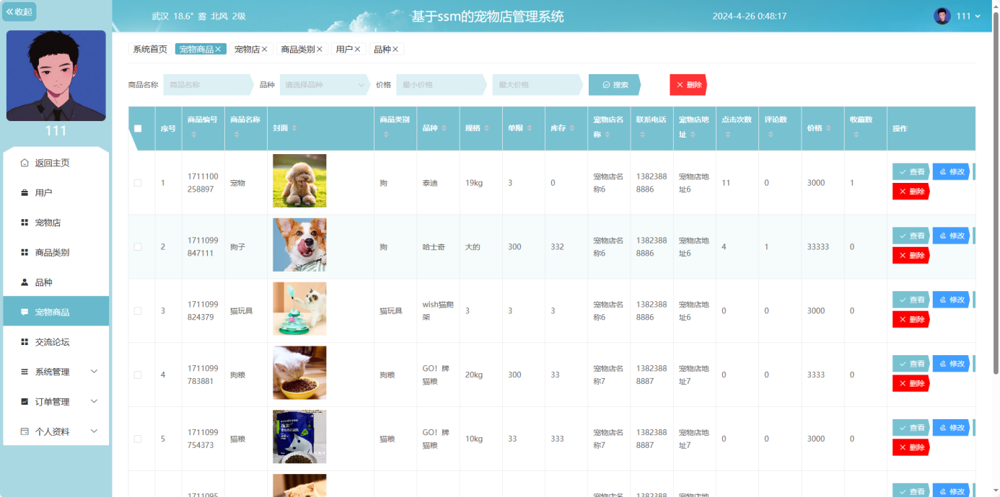 收起
武汉 18.6° 雾 北风 2级
基于ssm的宠物店管理系统
2024-4-26 0:48:17
111
111
返回主页
用户
宠物店
商品类别
品种
宠物商品
交流论坛
系统管理
订单管理
个人资料
系统首页 宠物商品 宠物店 商品类别 用户 品种
商品名称 商品名称 品种 请选择品种 价格 最小价格 最大价格 搜索 删除
序号 商品编号 商品名称 封面 商品类别 品种 规格 单限 库存 宠物店名称 联系电话 宠物店地址 点击次数 评论数 价格 收藏数 操作
1 1711100258897 宠物 狗 泰迪 19kg 3 0 宠物店名称6 13823888886 宠物店地址6 11 0 3000 1 查看 修改 删除
2 1711099847111 狗子 狗 哈士奇 大的 300 332 宠物店名称6 13823888886 宠物店地址6 4 1 33333 0 查看 修改 删除
3 1711099824379 猫玩具 猫玩具 wish猫爬架 3 3 3 宠物店名称6 13823888886 宠物店地址6 0 0 3000 0 查看 修改 删除
4 1711099783881 狗粮 狗粮 GO！牌猫粮 20kg 300 33 宠物店名称7 13823888887 宠物店地址7 0 0 3333 0 查看 修改 删除
5 1711099754373 猫粮 猫粮 GO！牌猫粮 10kg 33 333 宠物店名称7 13823888887 宠物店地址7 0 0 3000 0 查看 修改 删除
1711095 宠物店名 1382388 宠物店地 查看 修改